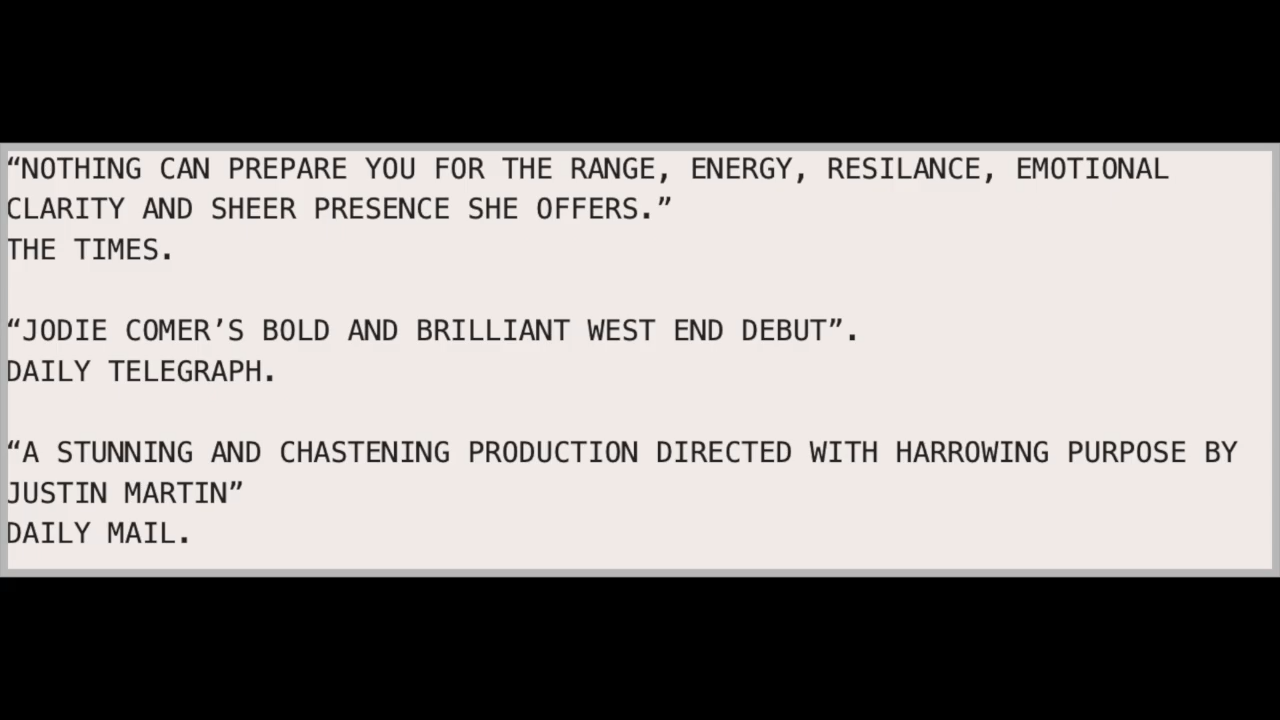 “NOTHING CAN PREPARE YOU FOR THE RANGE, ENERGY, RESILANCE, EMOTIONAL
CLARITY AND SHEER PRESENCE SHE OFFERS.”
THE TIMES.
“JODIE COMER’S BOLD AND BRILLIANT WEST END DEBUT”.
DAILY TELEGRAPH.
“A STUNNING AND CHASTENING PRODUCTION DIRECTED WITH HARROWING PURPOSE BY
JUSTIN MARTIN”
DAILY MAIL.